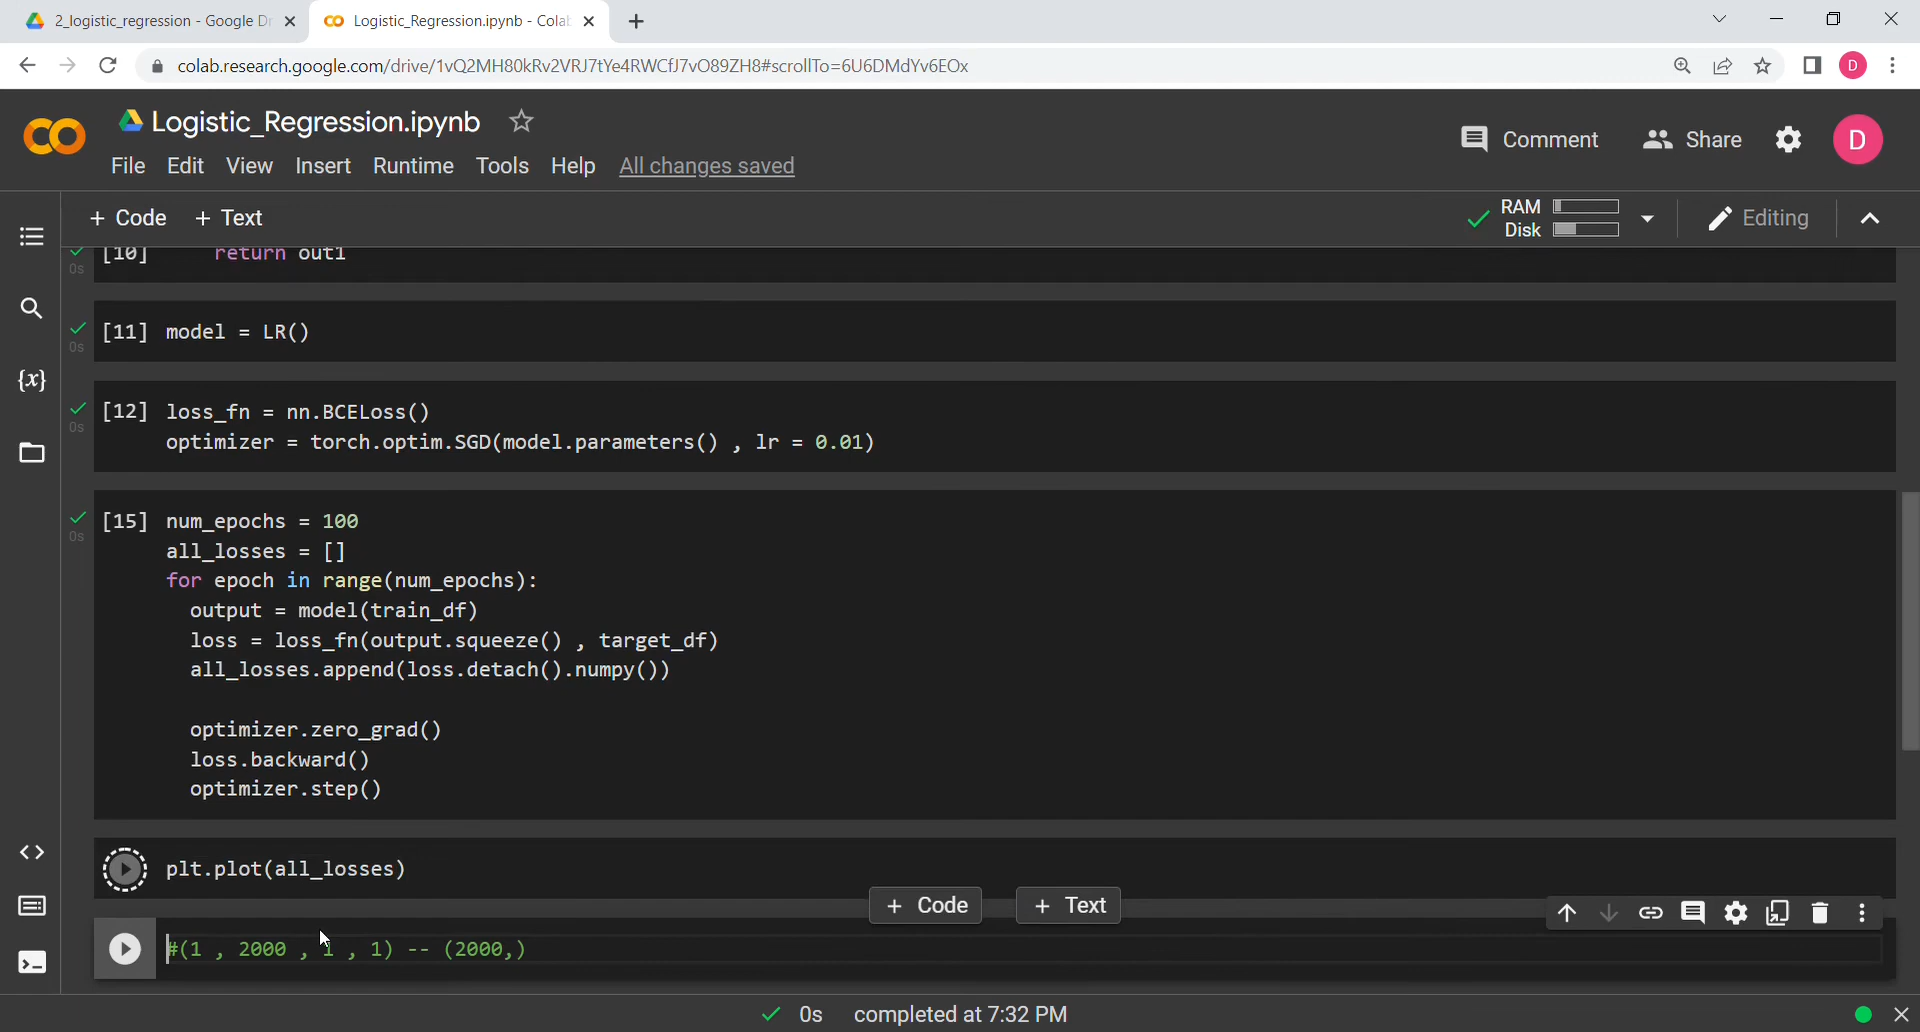 2_logistic_regression - Google Dr
Logistic_Regression.ipynb - Colab
colab.research.google.com/drive/1vQ2MH80kRv2VRJ7tYe4RWCfJ7vO89ZH8#scrollTo=6U6DMdYv6EOx
D
Logistic_Regression.ipynb
Comment
Share
D
File Edit View Insert Runtime Tools Help All changes saved
+ Code + Text
RAM
Disk
Editing
[10] return out1
0s
[11] model = LR()
0s
[12] loss_fn = nn.BCELoss()
0s
optimizer = torch.optim.SGD(model.parameters() , lr = 0.01)
[15] num_epochs = 100
0s
all_losses = []
for epoch in range(num_epochs):
output = model(train_df)
loss = loss_fn(output.squeeze() , target_df)
all_losses.append(loss.detach().numpy())
optimizer.zero_grad()
loss.backward()
optimizer.step()
plt.plot(all_losses)
+ Code + Text
#(1 , 2000 , 1 , 1) -- (2000,)
0s completed at 7:32 PM